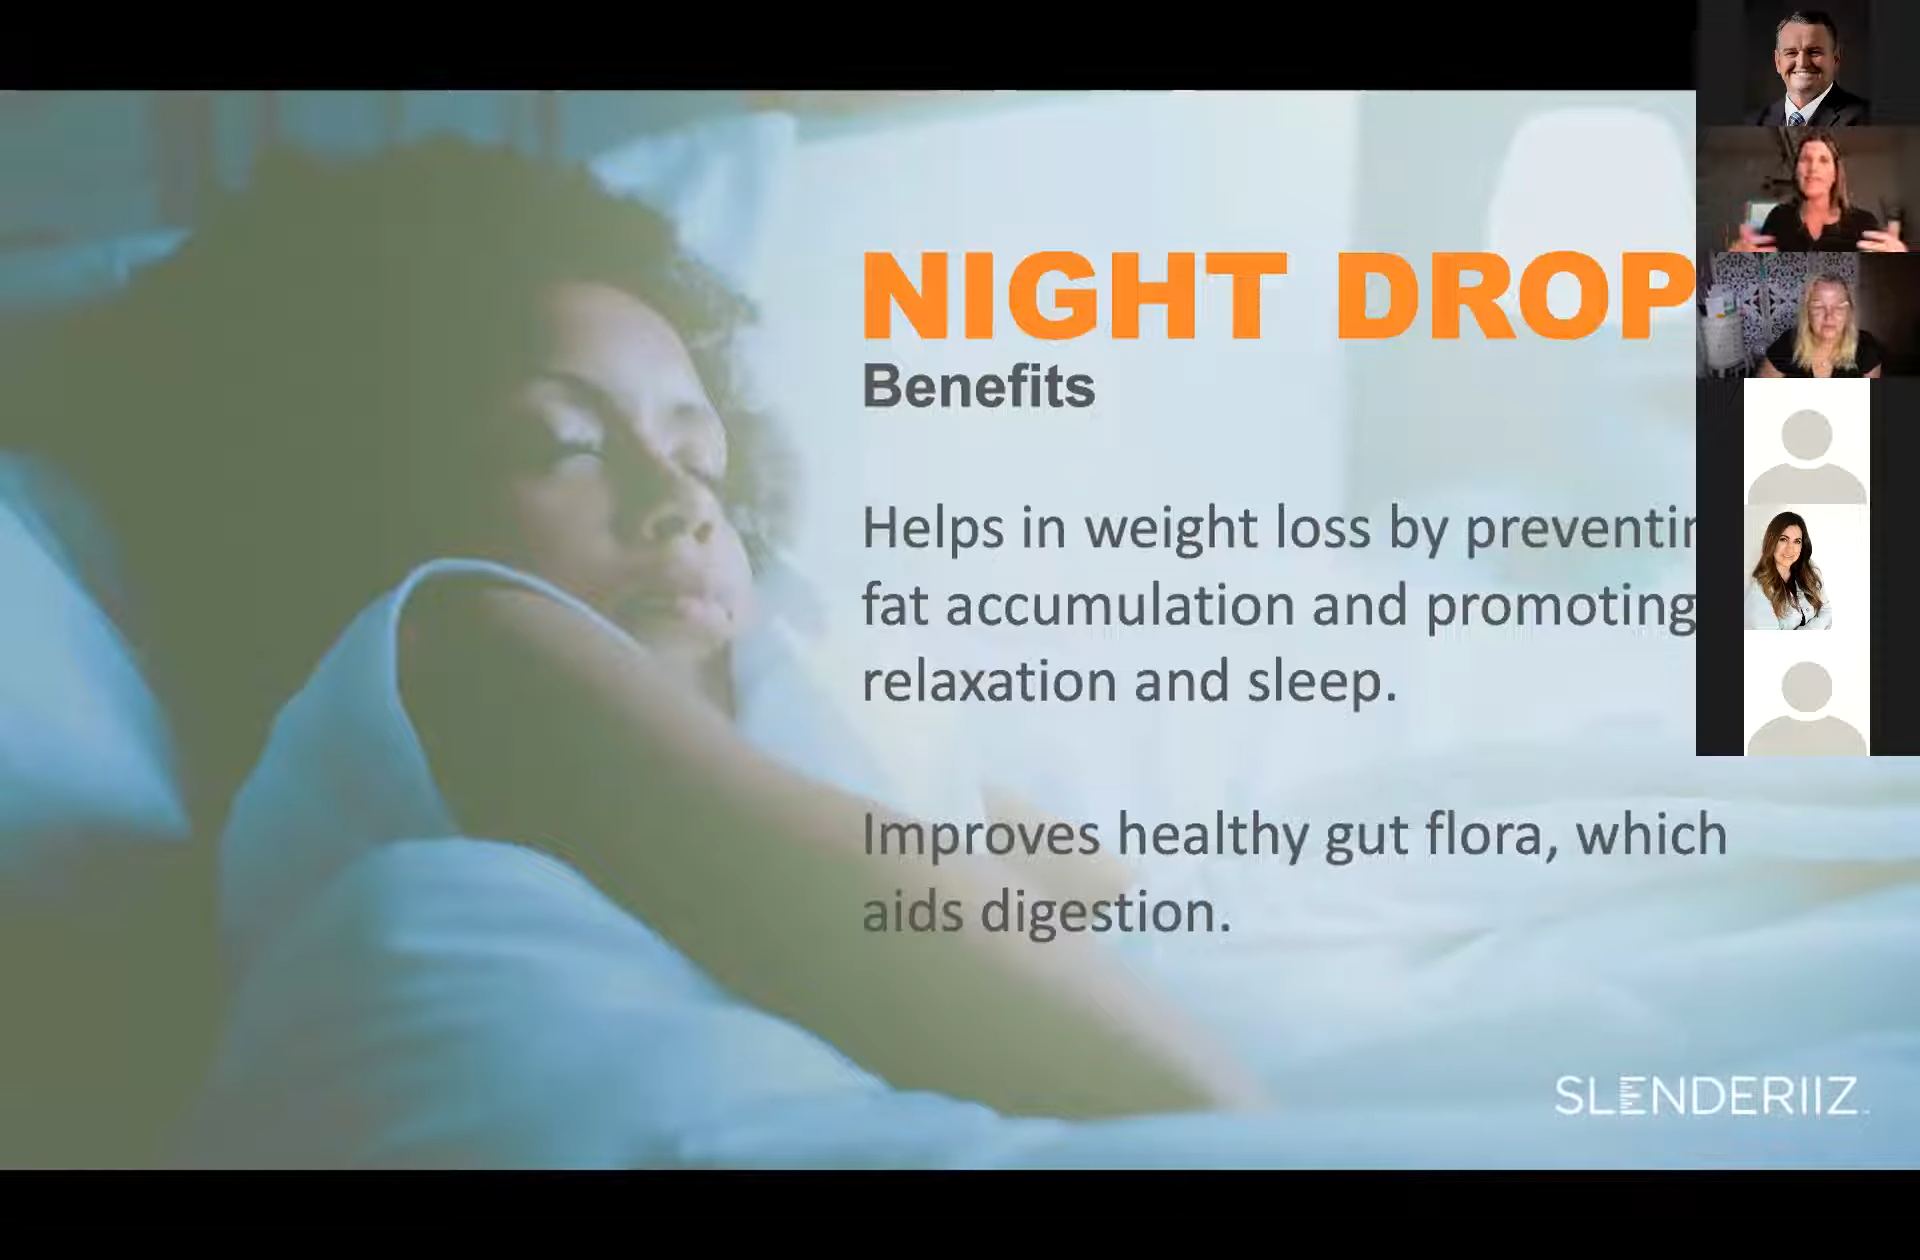 NIGHT DROP
Benefits
Helps in weight loss by preventin
fat accumulation and promoting
relaxation and sleep.
Improves healthy gut flora, which
aids digestion.
SLENDERIIZ